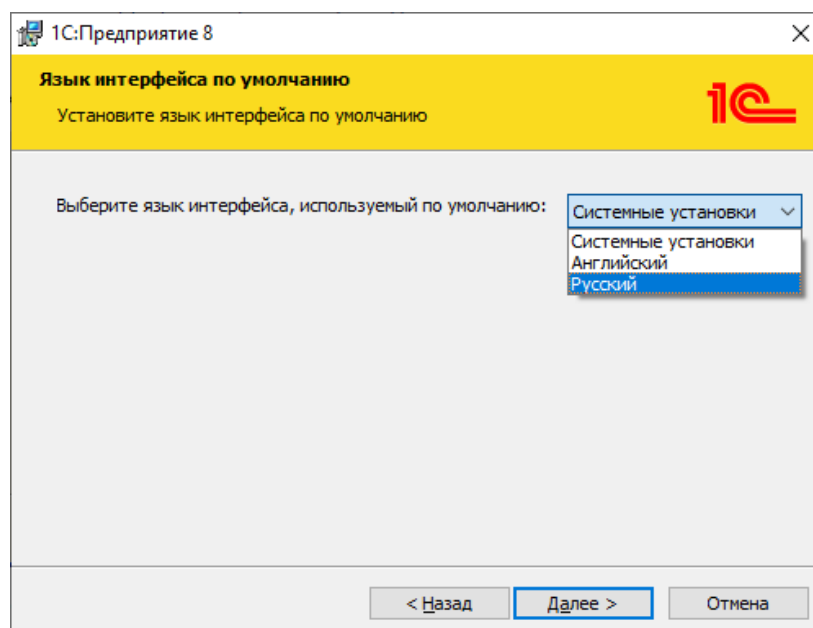 1С:Предприятие 8
Язык интерфейса по умолчанию
Установите язык интерфейса по умолчанию
1С
Выберите язык интерфейса, используемый по умолчанию:
Системные установки
Системные установки
Английский
Русский
< Назад
Далее >
Отмена